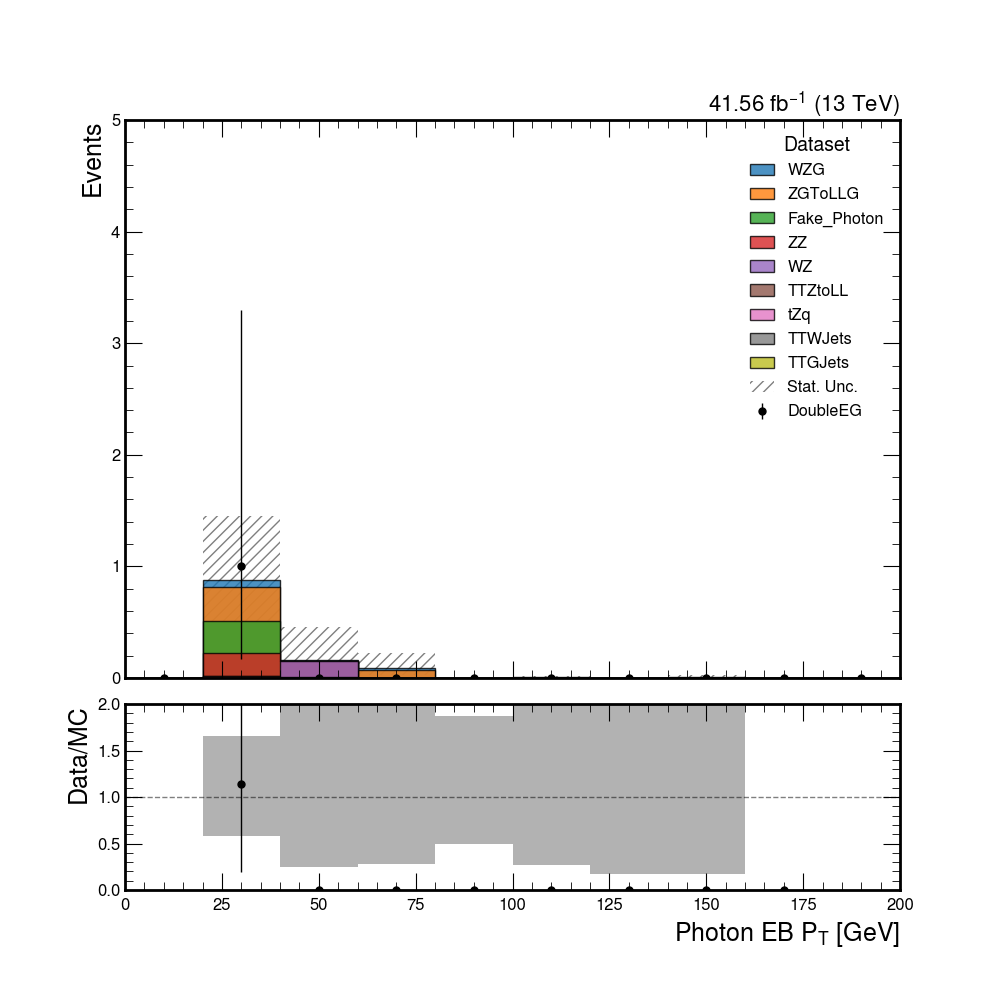 41.56 fb⁻¹ (13 TeV)
Events
5
4
3
2
1
0
Dataset
WZG
ZGToLLG
Fake_Photon
ZZ
WZ
TTZtoLL
tZq
TTWJets
TTGJets
Stat. Unc.
DoubleEG
Data/MC
2.0
1.5
1.0
0.5
0.0
0 25 50 75 100 125 150 175 200
Photon EB P_T [GeV]